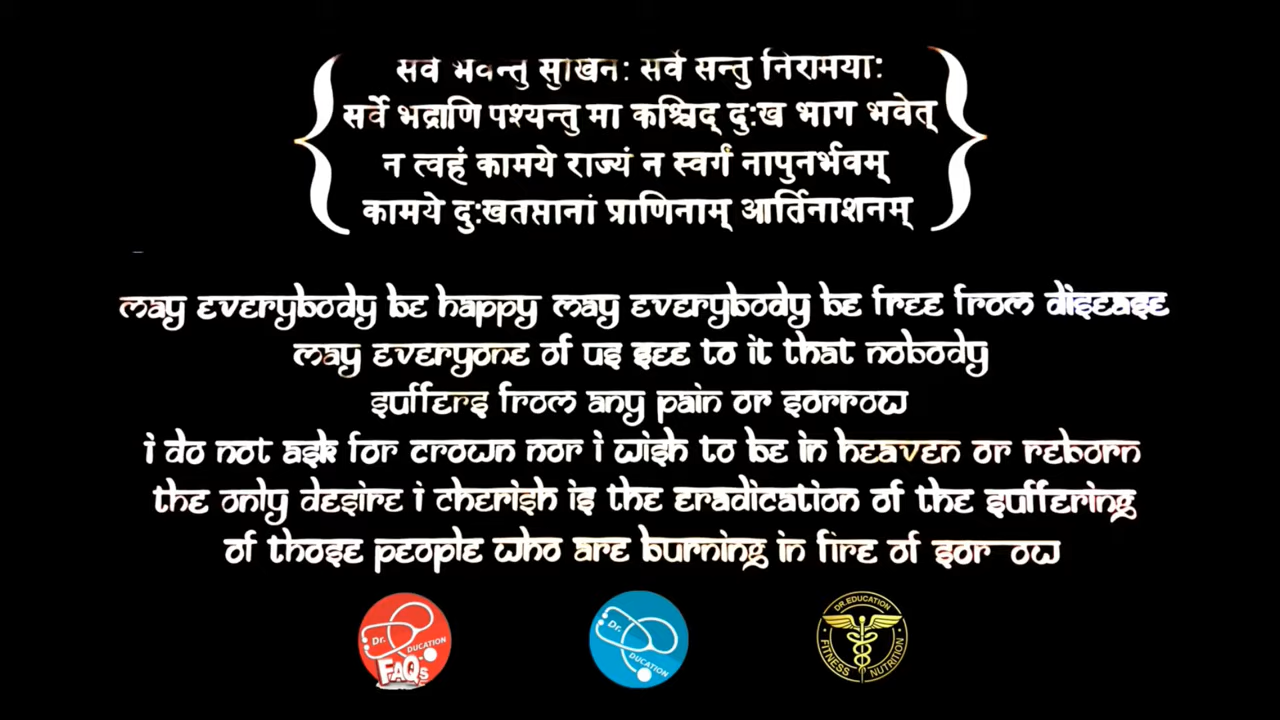 सर्वे भवन्तु सुखिन: सर्वे सन्तु निरामया:
सर्वे भद्राणि पश्यन्तु मा कश्चिद् दु:ख भाग भवेत्
न त्वहं कामये राज्यं न स्वर्गं नापुनर्भवम्
कामये दु:खतप्तानां प्राणिनाम् आर्तिनाशनम्
may everybody be happy may everybody be free from disease
may everyone of us see to it that nobody
suffers from any pain or sorrow
i do not ask for crown nor i wish to be in heaven or reborn
the only desire i cherish is the eradication of the suffering
of those people who are burning in fire of sor ow
Dr. DUCATION FAQs
Dr. DUCATION
DR.EDUCATION
FITNESS NUTRITION